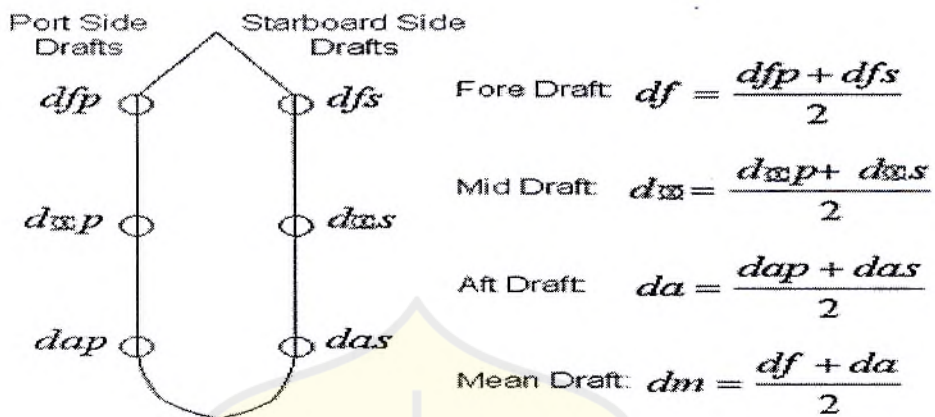 Port Side
Drafts
Starboard Side
Drafts
dfp
dfs
d⊗p
d⊗s
dap
das
Fore Draft: df = (dfp + dfs) / 2
Mid Draft: d⊗ = (d⊗p + d⊗s) / 2
Aft Draft: da = (dap + das) / 2
Mean Draft: dm = (df + da) / 2